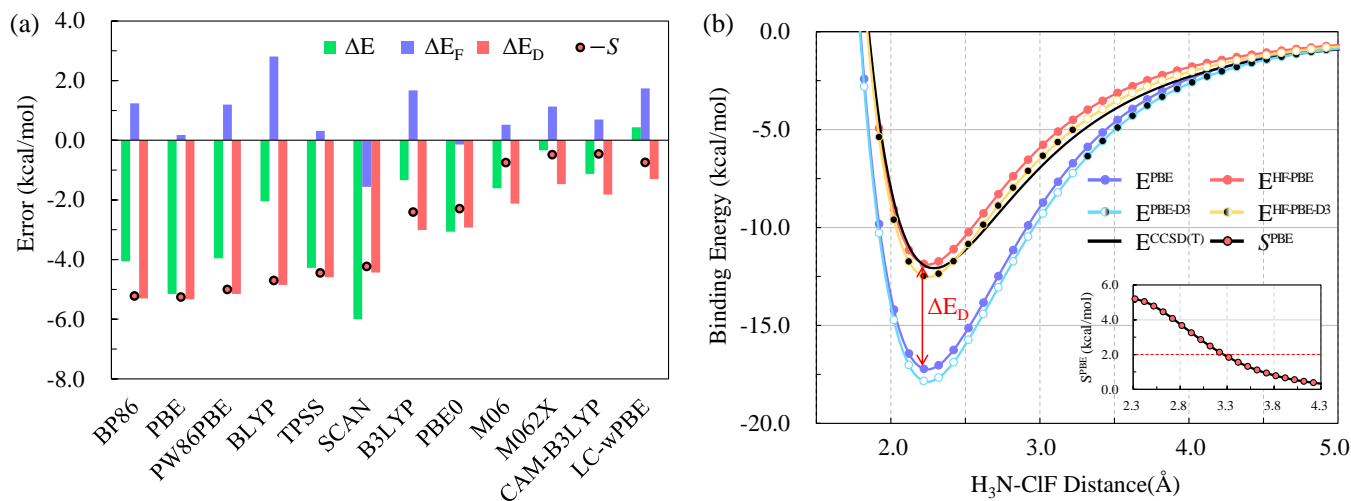 (a)
Error (kcal/mol)
4.0
2.0
0.0
-2.0
-4.0
-6.0
-8.0
ΔE ΔE_F ΔE_D −S
BP86
PBE
PW86PBE
BLYP
TPSS
SCAN
B3LYP
PBE0
M06
M062X
CAM-B3LYP
LC-wPBE
(b)
Binding Energy (kcal/mol)
0.0
-5.0
-10.0
-15.0
-20.0
2.0 3.0 4.0 5.0
H₃N-ClF Distance(Å)
ΔE_D
E^PBE E^HF-PBE
E^PBE-D3 E^HF-PBE-D3
E^CCSD(T) S^PBE
S^PBE (kcal/mol)
6.0
4.0
2.0
0.0
2.3 2.8 3.3 3.8 4.3